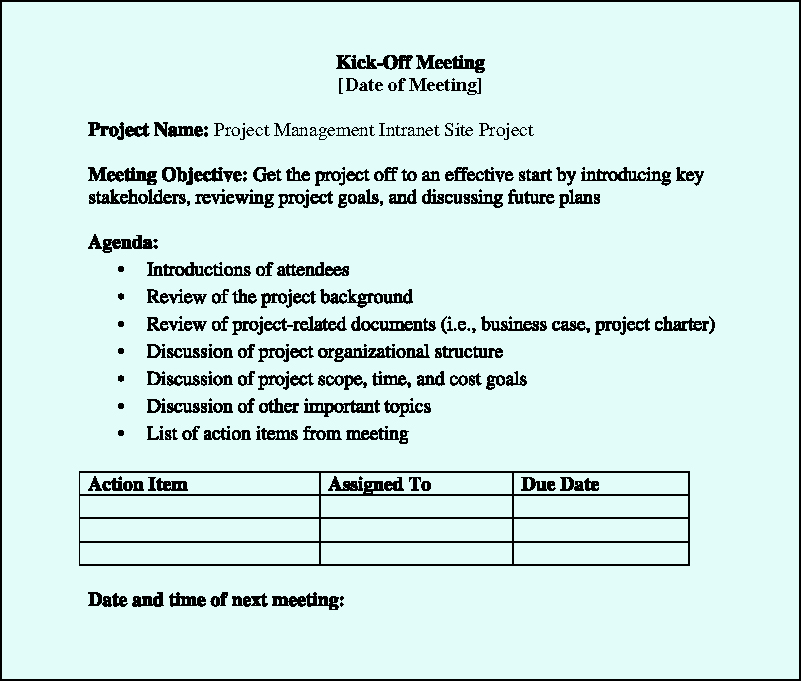 Kick-Off Meeting
[Date of Meeting]
Project Name: Project Management Intranet Site Project
Meeting Objective: Get the project off to an effective start by introducing key
stakeholders, reviewing project goals, and discussing future plans
Agenda:
• Introductions of attendees
• Review of the project background
• Review of project-related documents (i.e., business case, project charter)
• Discussion of project organizational structure
• Discussion of project scope, time, and cost goals
• Discussion of other important topics
• List of action items from meeting
Action Item Assigned To Due Date
Date and time of next meeting: